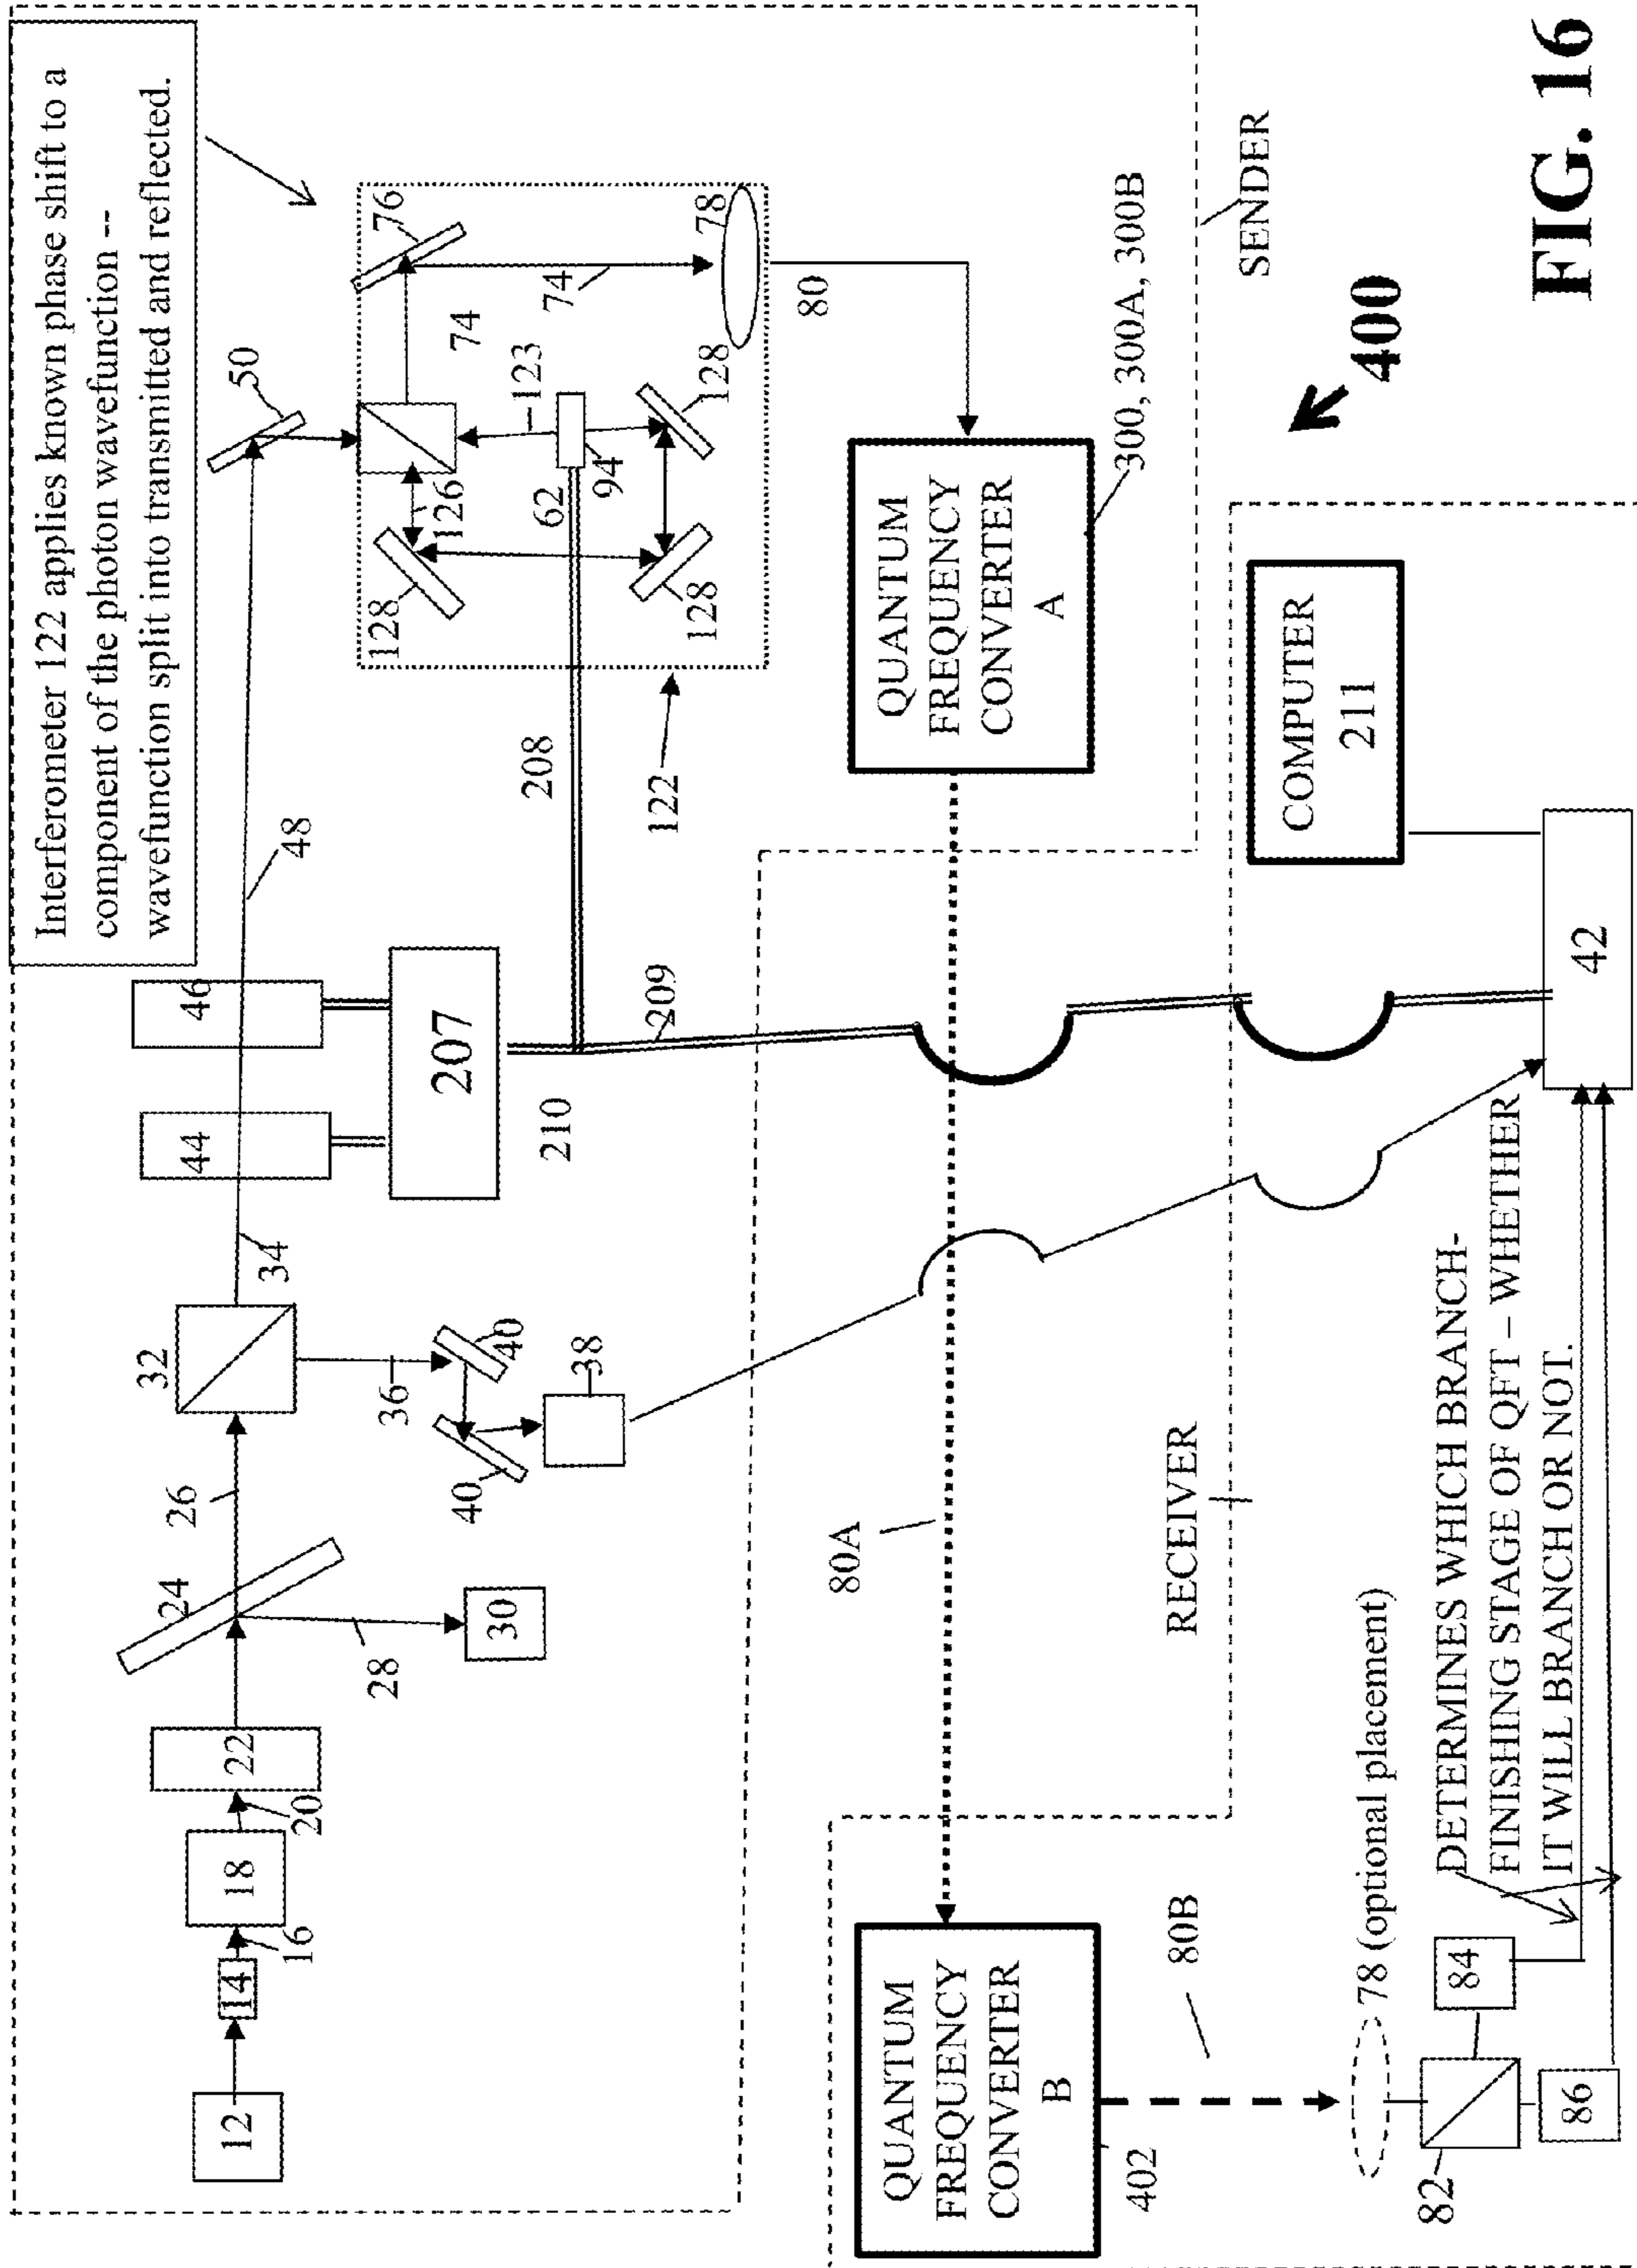 Interferometer 122 applies known phase shift to a
component of the photon wavefunction --
wavefunction split into transmitted and reflected.
12
14
16
18
20
22
24
26
28
30
32
34
36
40
40
38
44
46
48
50
207
210
209
208
62
94
122
123
126
128
128
128
74
74
76
78
80
QUANTUM
FREQUENCY
CONVERTER
A
300, 300A, 300B
SENDER
400
FIG. 16
80A
RECEIVER
QUANTUM
FREQUENCY
CONVERTER
B
402
80B
78 (optional placement)
82
84
86
DETERMINES WHICH BRANCH-
FINISHING STAGE OF QFT – WHETHER
IT WILL BRANCH OR NOT.
42
COMPUTER
211